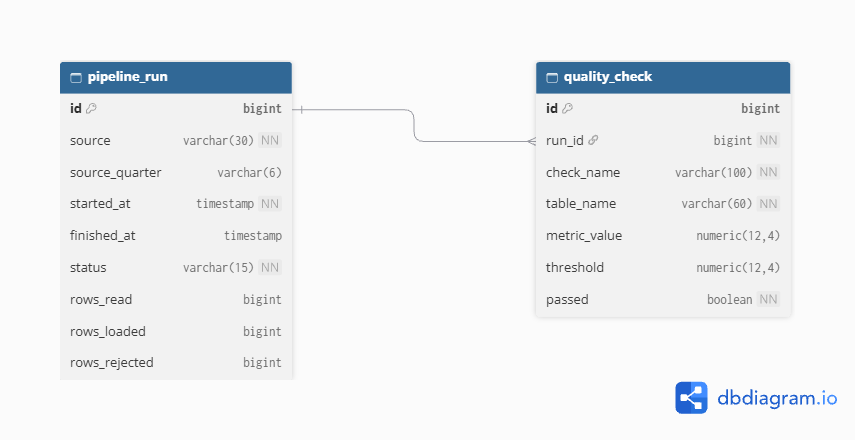 pipeline_run
id bigint
source varchar(30) NN
source_quarter varchar(6)
started_at timestamp NN
finished_at timestamp
status varchar(15) NN
rows_read bigint
rows_loaded bigint
rows_rejected bigint
quality_check
id bigint
run_id bigint NN
check_name varchar(100) NN
table_name varchar(60) NN
metric_value numeric(12,4)
threshold numeric(12,4)
passed boolean NN
dbdiagram.io